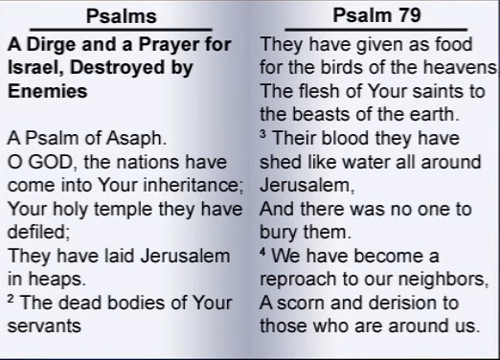 Psalms
A Dirge and a Prayer for
Israel, Destroyed by
Enemies
A Psalm of Asaph.
O GOD, the nations have
come into Your inheritance;
Your holy temple they have
defiled;
They have laid Jerusalem
in heaps.
² The dead bodies of Your
servants
Psalm 79
They have given as food
for the birds of the heavens
The flesh of Your saints to
the beasts of the earth.
³ Their blood they have
shed like water all around
Jerusalem,
And there was no one to
bury them.
⁴ We have become a
reproach to our neighbors,
A scorn and derision to
those who are around us.